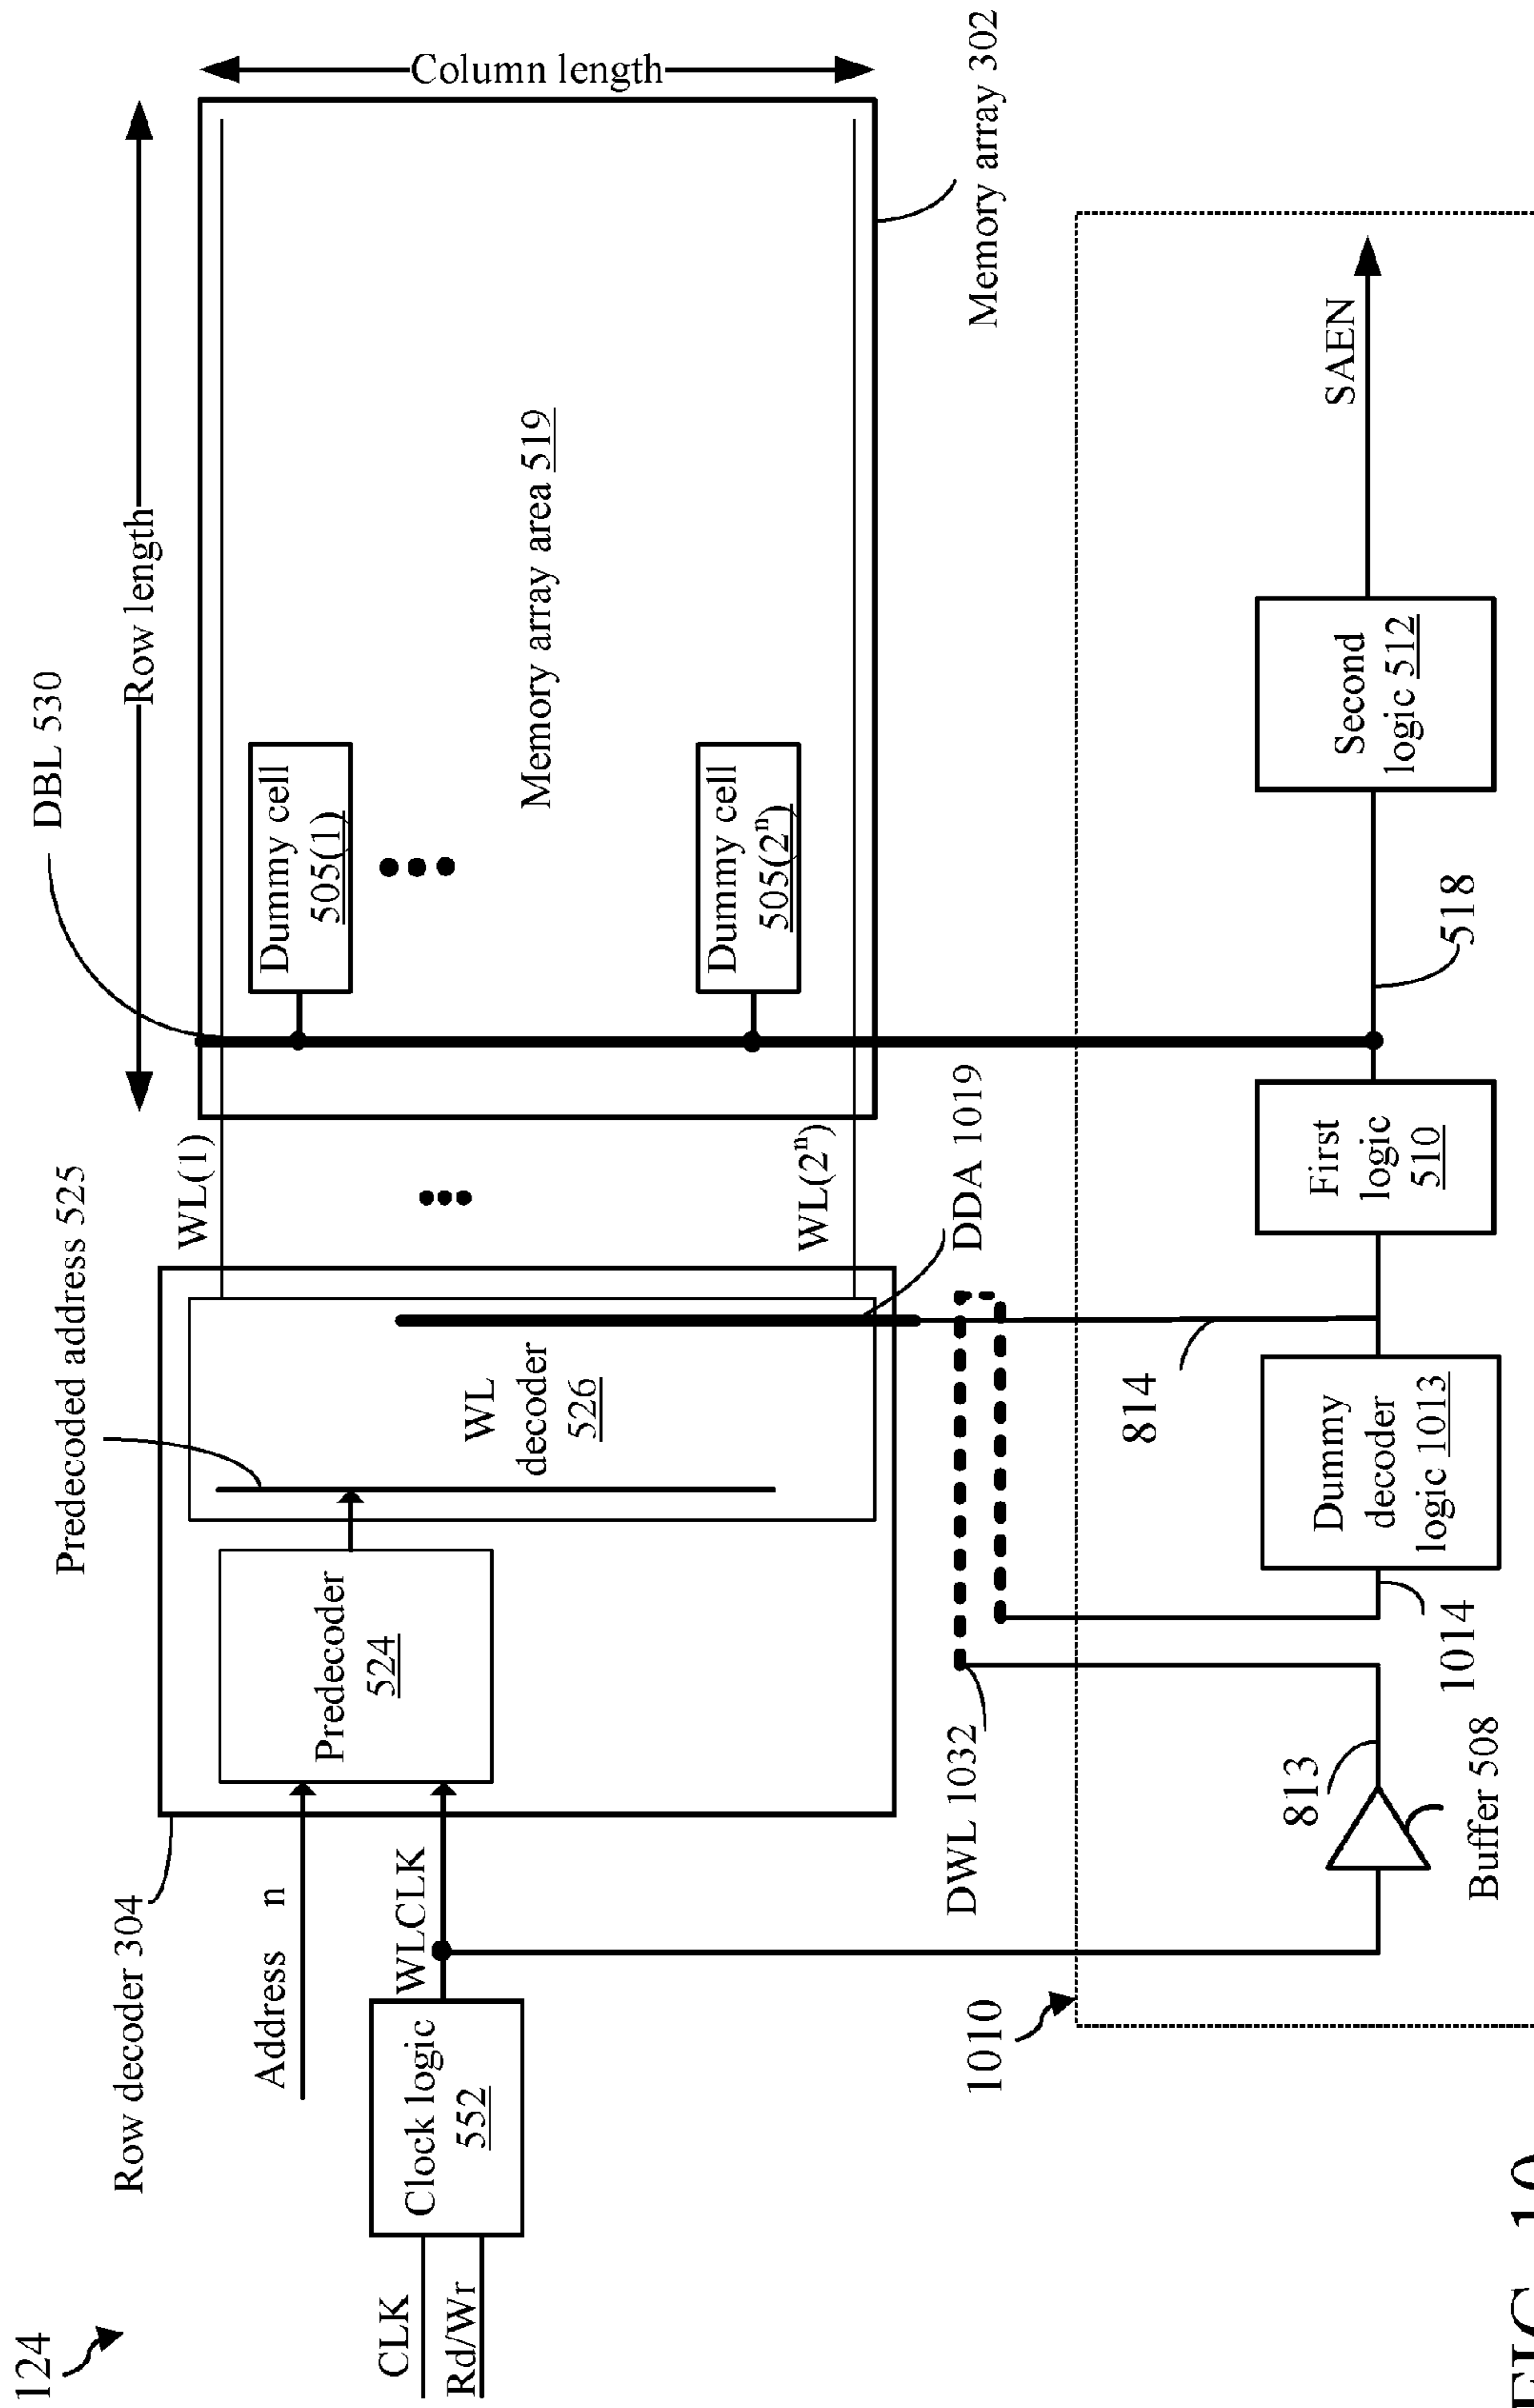 124
DBL 530
Row length
Column length
Predecoded address 525
Row decoder 304
WL(1)
Dummy cell
505(1)
Address n
Predecoder
524
WL
decoder
526
Memory array area 519
CLK
Rd/Wr
Clock logic
552
WLCLK
WL(2ⁿ)
Dummy cell
505(2ⁿ)
DWL 1032
DDA 1019
Memory array 302
1010
814
813
Buffer 508
1014
Dummy
decoder
logic 1013
First
logic
510
518
Second
logic 512
SAEN
FIG. 10